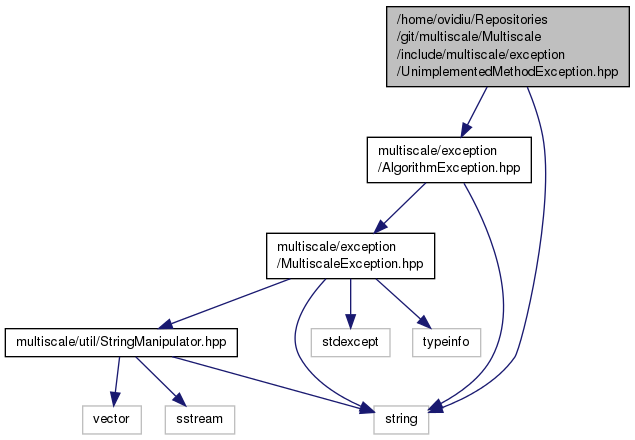 /home/ovidiu/Repositories
/git/multiscale/Multiscale
/include/multiscale/exception
/UnimplementedMethodException.hpp
multiscale/exception
/AlgorithmException.hpp
multiscale/exception
/MultiscaleException.hpp
multiscale/util/StringManipulator.hpp
stdexcept
typeinfo
vector
sstream
string